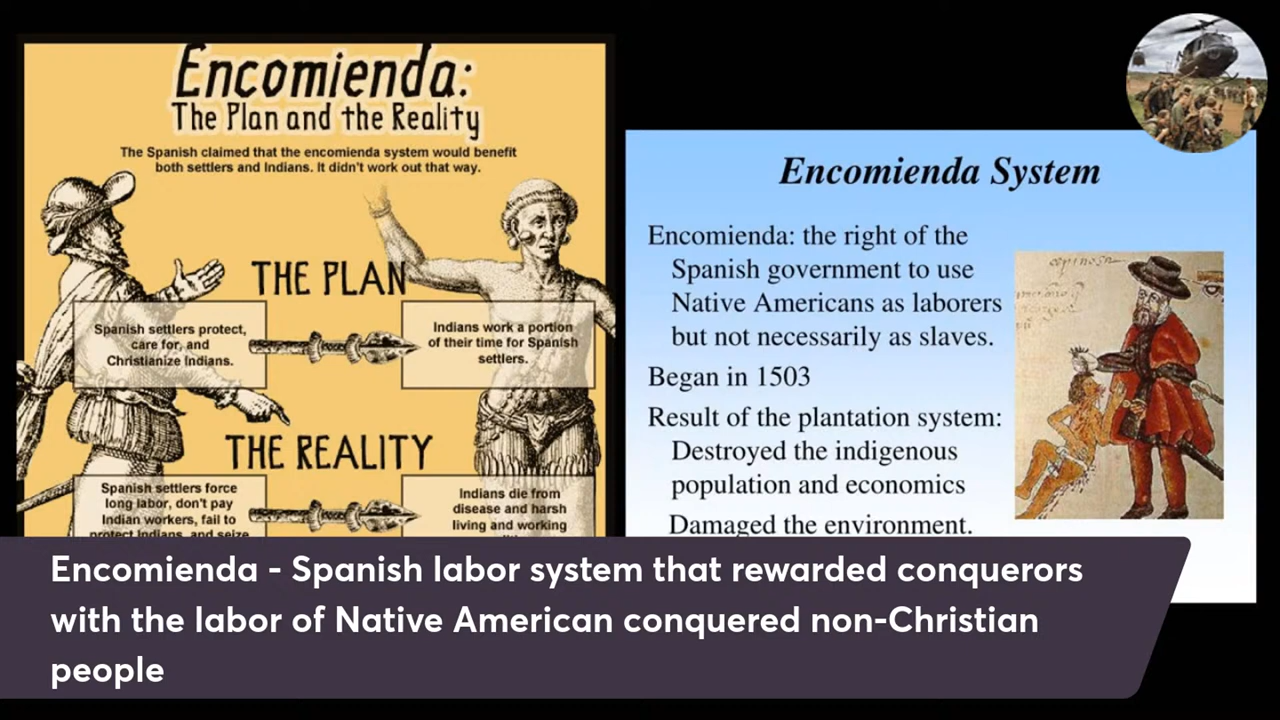 Encomienda:
The Plan and the Reality
The Spanish claimed that the encomienda system would benefit
both settlers and Indians. It didn't work out that way.
THE PLAN
Spanish settlers protect,
care for, and
Christianize Indians.
Indians work a portion
of their time for Spanish
settlers.
THE REALITY
Spanish settlers force
long labor, don't pay
Indian workers, fail to
protect Indians, and seize
Indians die from
disease and harsh
living and working
Encomienda System
Encomienda: the right of the
Spanish government to use
Native Americans as laborers
but not necessarily as slaves.
Began in 1503
Result of the plantation system:
Destroyed the indigenous
population and economics
Damaged the environment.
Encomienda - Spanish labor system that rewarded conquerors
with the labor of Native American conquered non-Christian
people